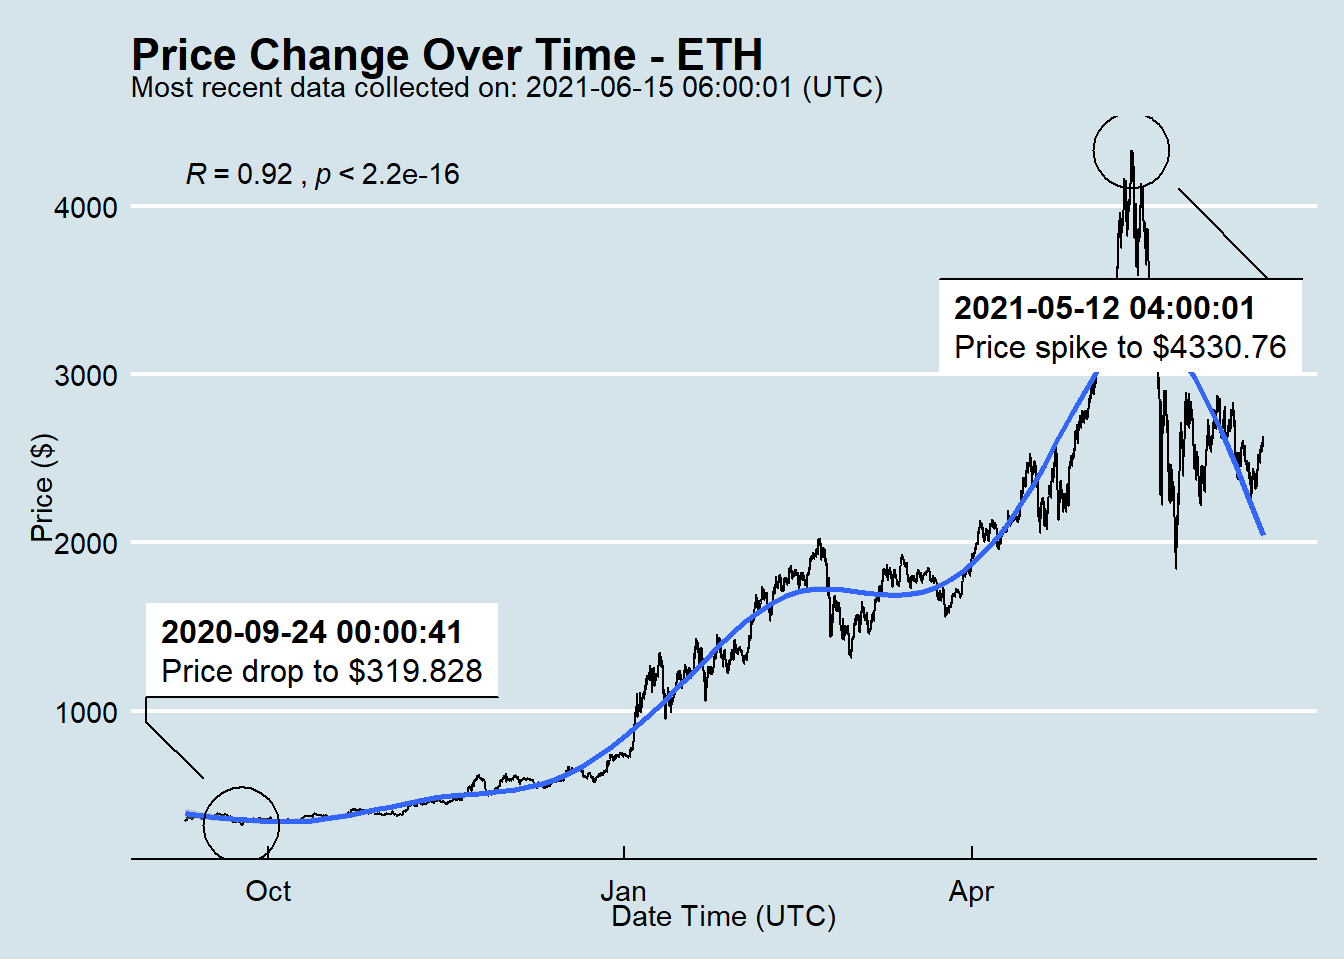 Price Change Over Time - ETH
Most recent data collected on: 2021-06-15 06:00:01 (UTC)
R = 0.92 , p < 2.2e-16
4000
3000
2000
1000
Price ($)
2021-05-12 04:00:01
Price spike to $4330.76
2020-09-24 00:00:41
Price drop to $319.828
Oct
Jan
Apr
Date Time (UTC)